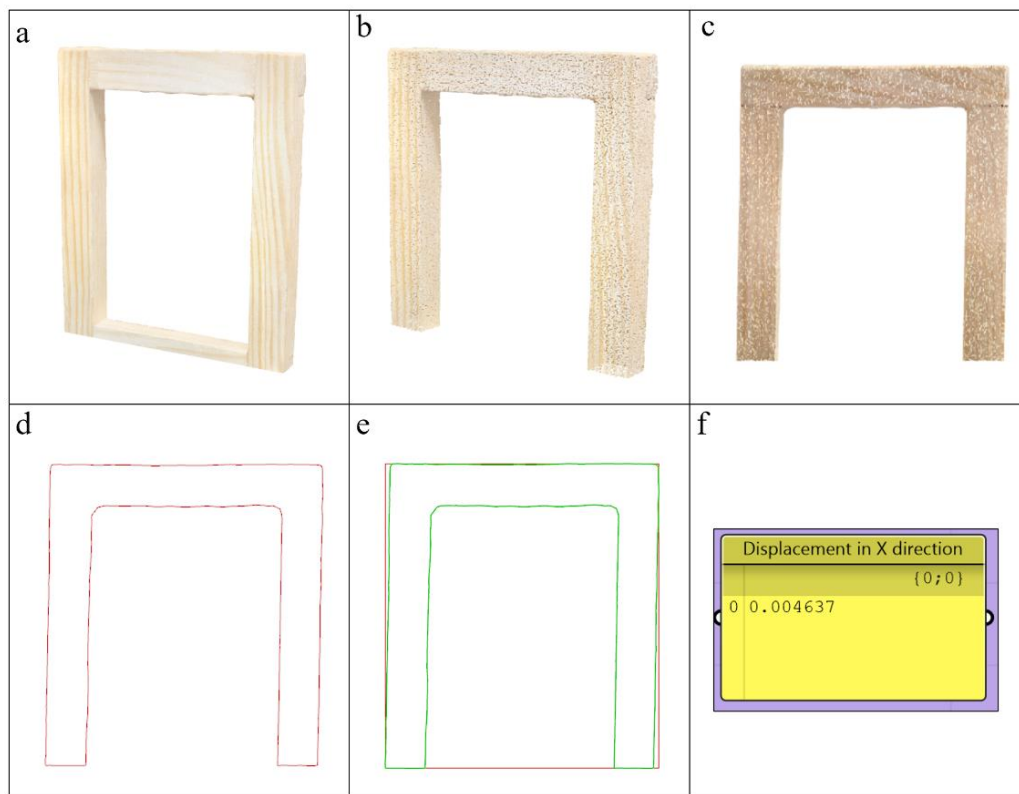 a
b
c
d
e
f
Displacement in X direction
{0;0}
0 0.004637